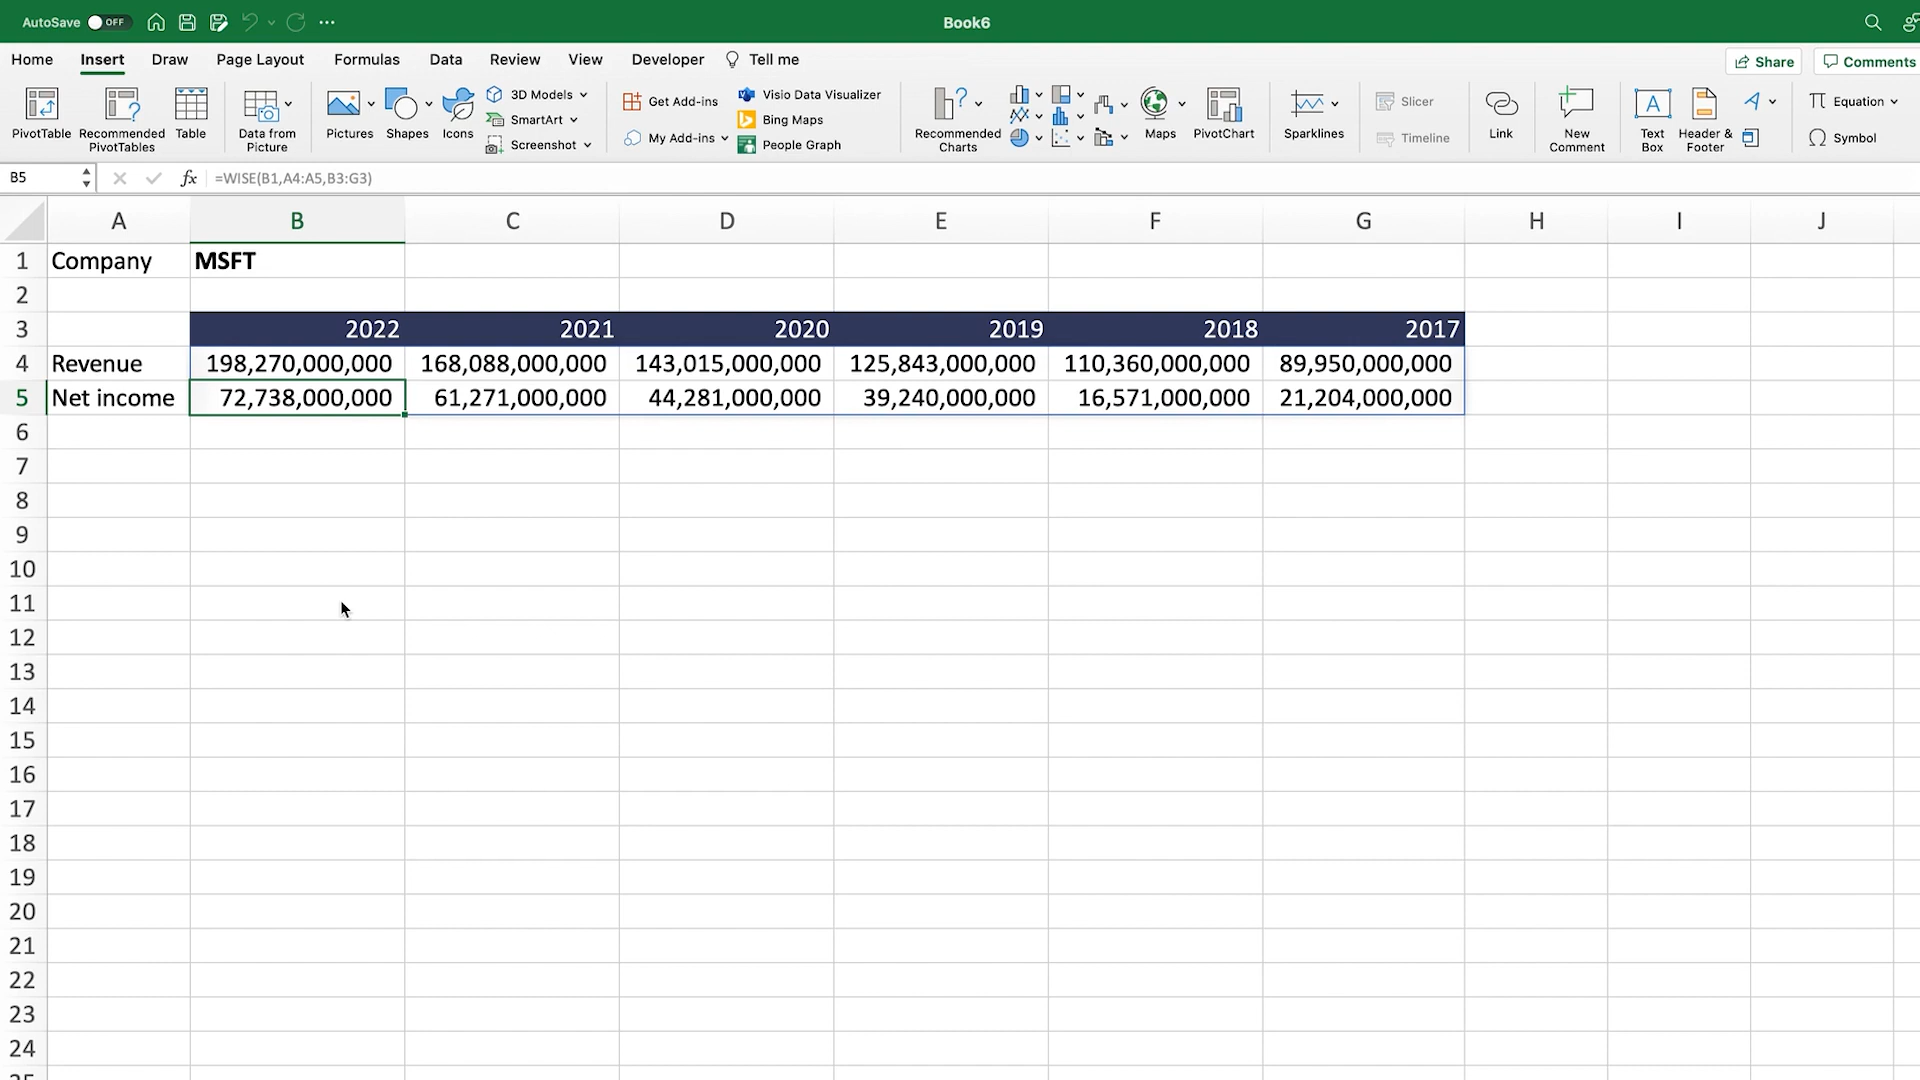 AutoSave OFF Book6
Home Insert Draw Page Layout Formulas Data Review View Developer Tell me Share Comments
PivotTable Recommended PivotTables Table Data from Picture Pictures Shapes Icons 3D Models SmartArt Screenshot Get Add-ins My Add-ins Visio Data Visualizer Bing Maps People Graph Recommended Charts Maps PivotChart Sparklines Slicer Timeline Link New Comment Text Box Header & Footer Equation Symbol
B5 fx =WISE(B1,A4:A5,B3:G3)
A B C D E F G H I J
1 Company MSFT
2
3 2022 2021 2020 2019 2018 2017
4 Revenue 198,270,000,000 168,088,000,000 143,015,000,000 125,843,000,000 110,360,000,000 89,950,000,000
5 Net income 72,738,000,000 61,271,000,000 44,281,000,000 39,240,000,000 16,571,000,000 21,204,000,000
6
7
8
9
10
11
12
13
14
15
16
17
18
19
20
21
22
23
24